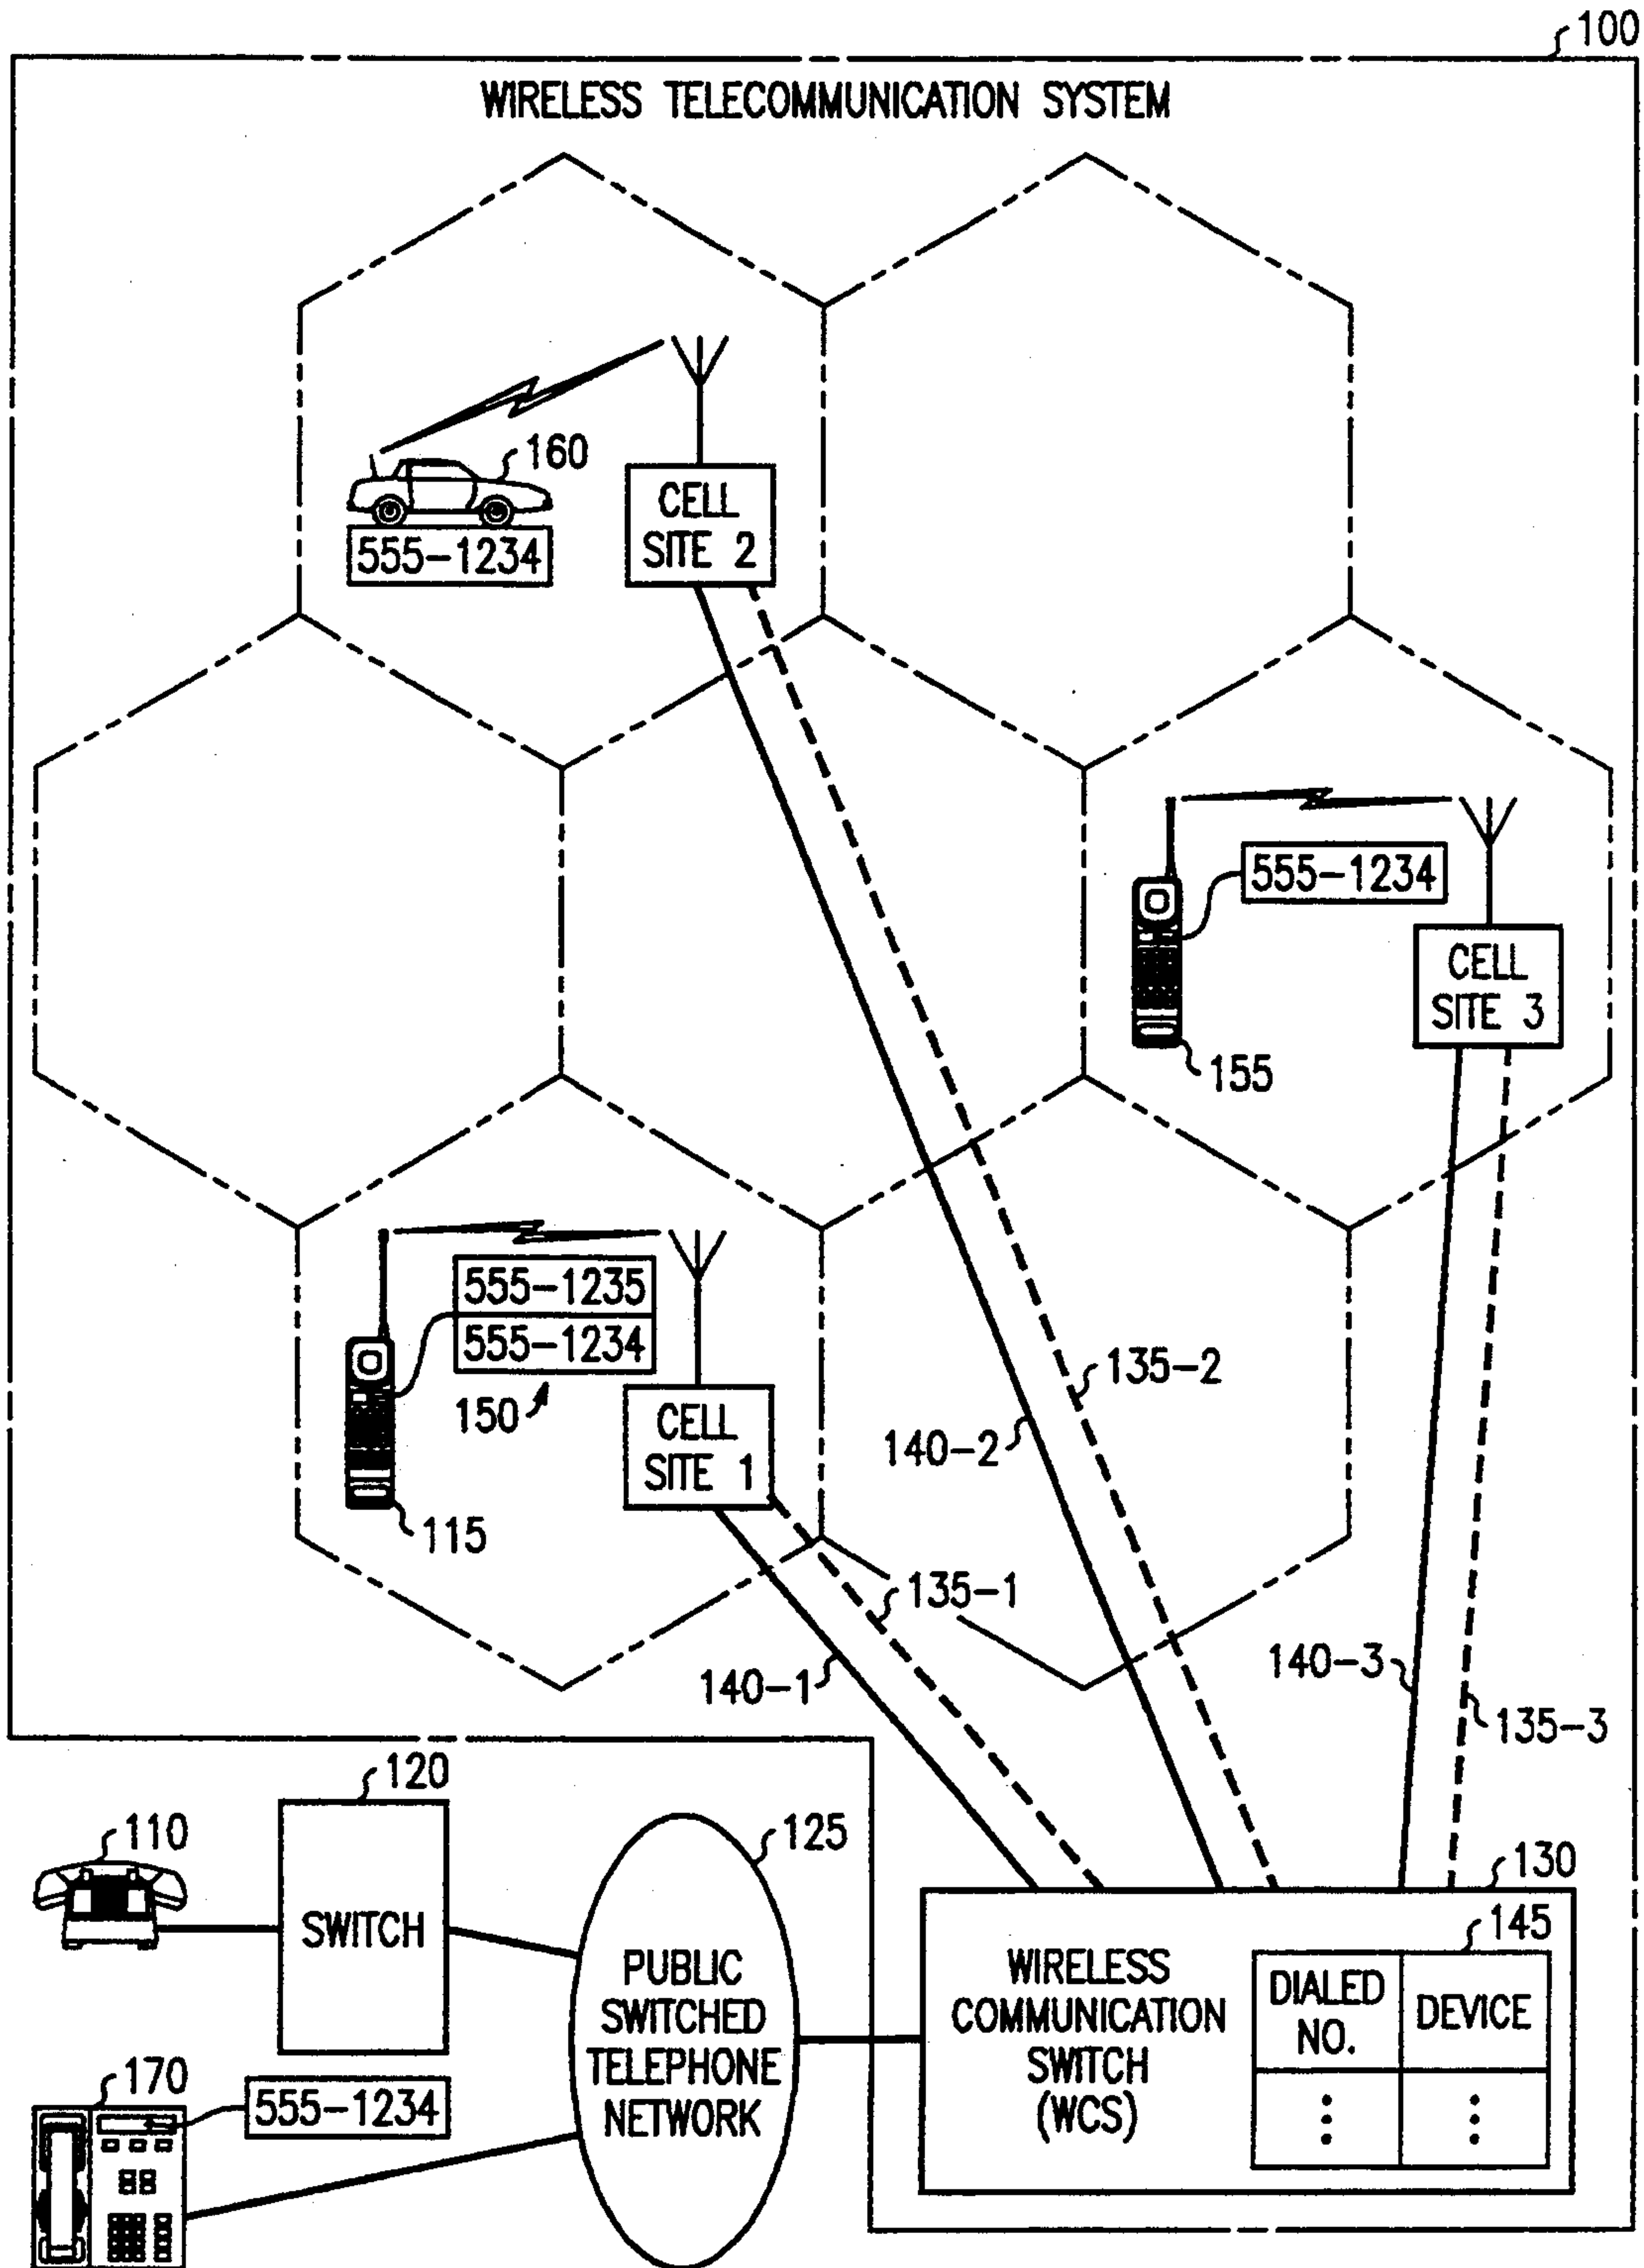 100
WIRELESS TELECOMMUNICATION SYSTEM
160
555-1234
CELL
SITE 2
555-1234
CELL
SITE 3
155
555-1235
555-1234
150
CELL
SITE 1
115
135-2
140-2
135-1
140-1
140-3
135-3
120
110
SWITCH
125
PUBLIC
SWITCHED
TELEPHONE
NETWORK
130
WIRELESS
COMMUNICATION
SWITCH
(WCS)
145
DIALED
NO.
DEVICE
170
555-1234